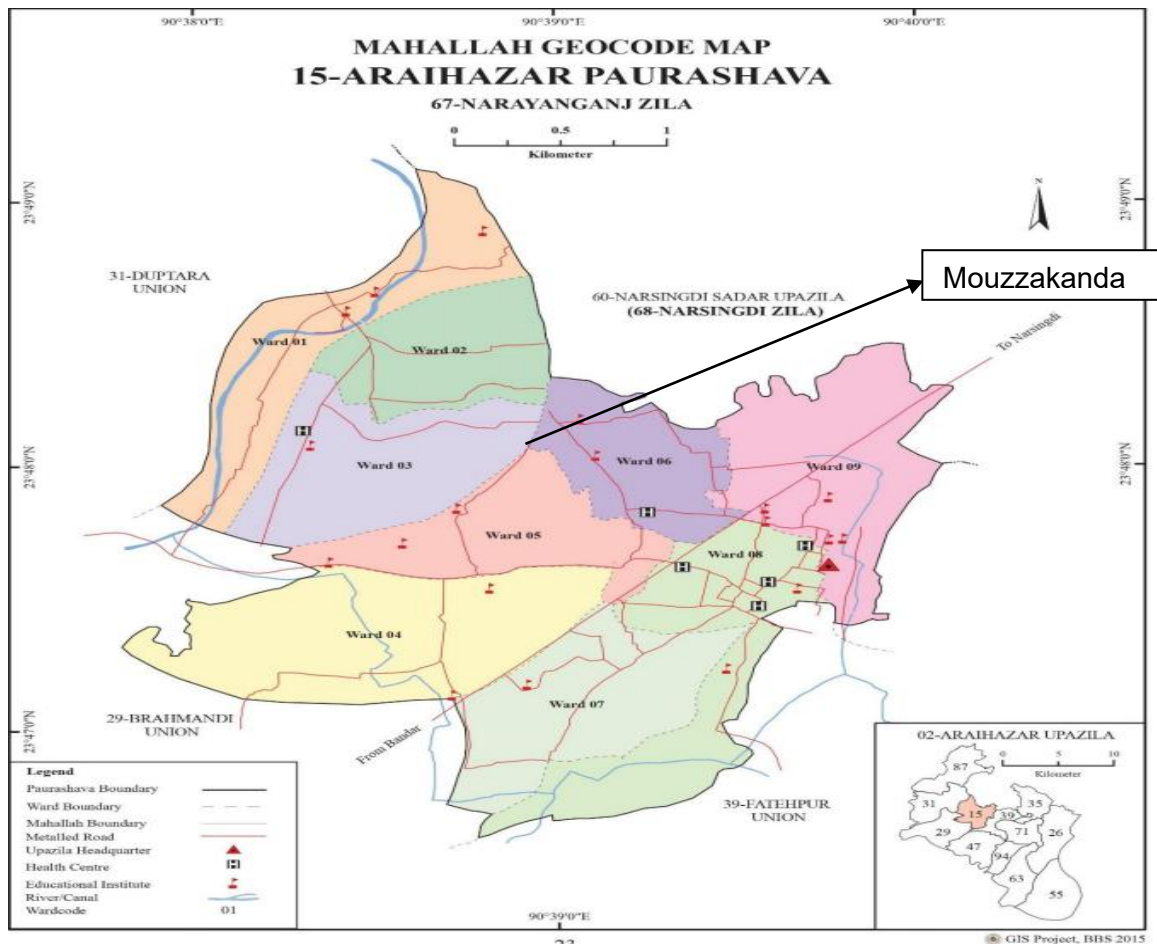 90°38'0"E
90°39'0"E
90°40'0"E
MAHALLAH GEOCODE MAP
15-ARAIHAZAR PAURASHAVA
67-NARAYANGANJ ZILA
0 0.5 1
Kilometer
N
23°49'0"N
23°49'0"N
31-DUPTARA
UNION
Mouzzakanda
60-NARSINGDI SADAR UPAZILA
(68-NARSINGDI ZILA)
To Narsingdi
Ward 01
Ward 02
23°48'0"N
23°48'0"N
Ward 03
Ward 06
Ward 09
Ward 05
Ward 08
Ward 04
Ward 07
29-BRAHMANDI
UNION
23°47'0"N
From Bandar
39-FATEHPUR
UNION
Legend
Paurashava Boundary
Ward Boundary
Mahallah Boundary
Metalled Road
Upazila Headquarter
Health Centre H
Educational Institute
River/Canal
Wardcode 01
02-ARAIHAZAR UPAZILA
0 5 10
Kilometer
87
31
15
39
35
29
71
26
47
94
63
55
90°39'0"E
23
GIS Project, BBS 2015